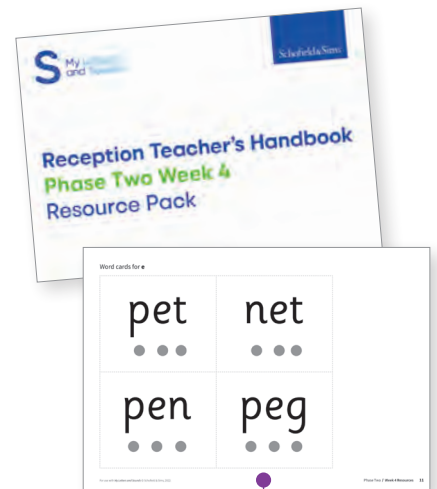 S My
and
Schofield & Sims
Reception Teacher's Handbook
Phase Two Week 4
Resource Pack
Word cards for e
pet net
pen peg
Phase Two / Week 4 Resources 11